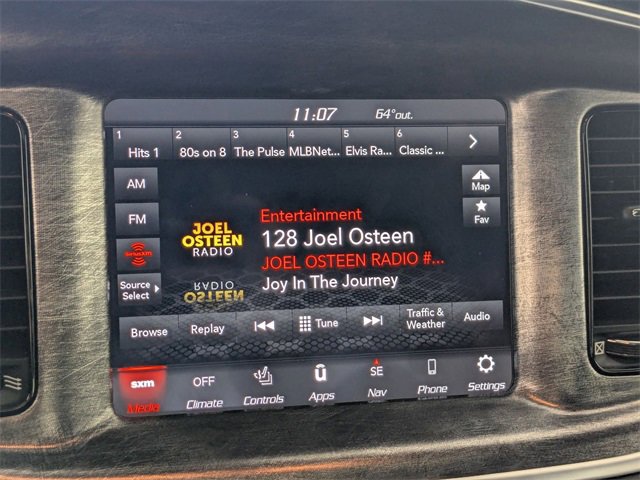 11:07 64°out.
1 2 3 4 5 6
Hits 1 80s on 8 The Pulse MLBNet... Elvis Ra... Classic ...
AM
FM
siriusxm
Source
Select
JOEL
OSTEEN
RADIO
Entertainment
128 Joel Osteen
JOEL OSTEEN RADIO #...
Joy In The Journey
Map
Fav
Browse Replay Tune Traffic & Weather Audio
sxm OFF SE
Media Climate Controls Apps Nav Phone Settings